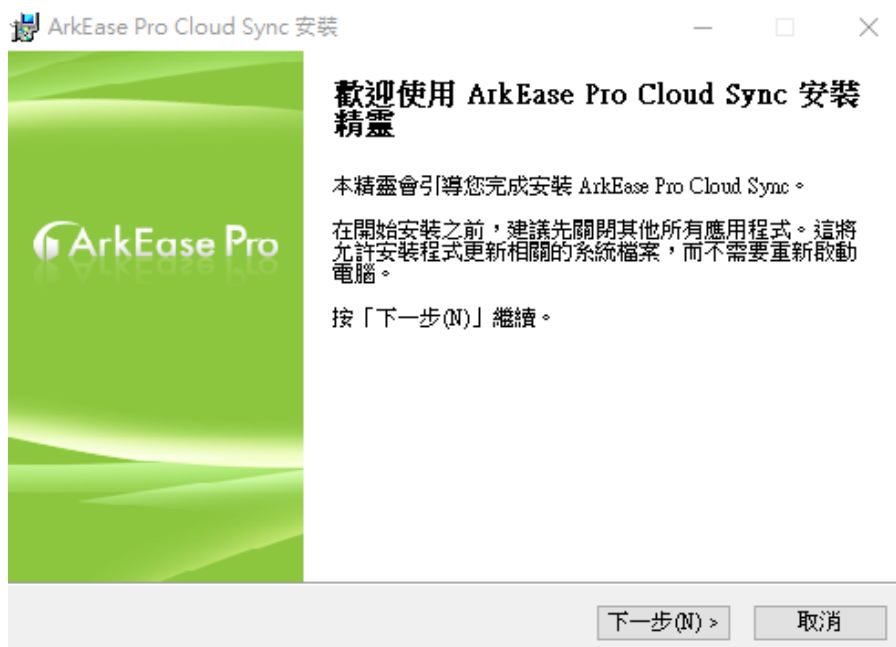 ArkEase Pro Cloud Sync 安裝
歡迎使用 ArkEase Pro Cloud Sync 安裝
精靈
本精靈會引導您完成安裝 ArkEase Pro Cloud Sync。
在開始安裝之前，建議先關閉其他所有應用程式。這將
允許安裝程式更新相關的系統檔案，而不需要重新啟動
電腦。
ArkEase Pro
按「下一步(N)」繼續。
下一步(N) >
取消